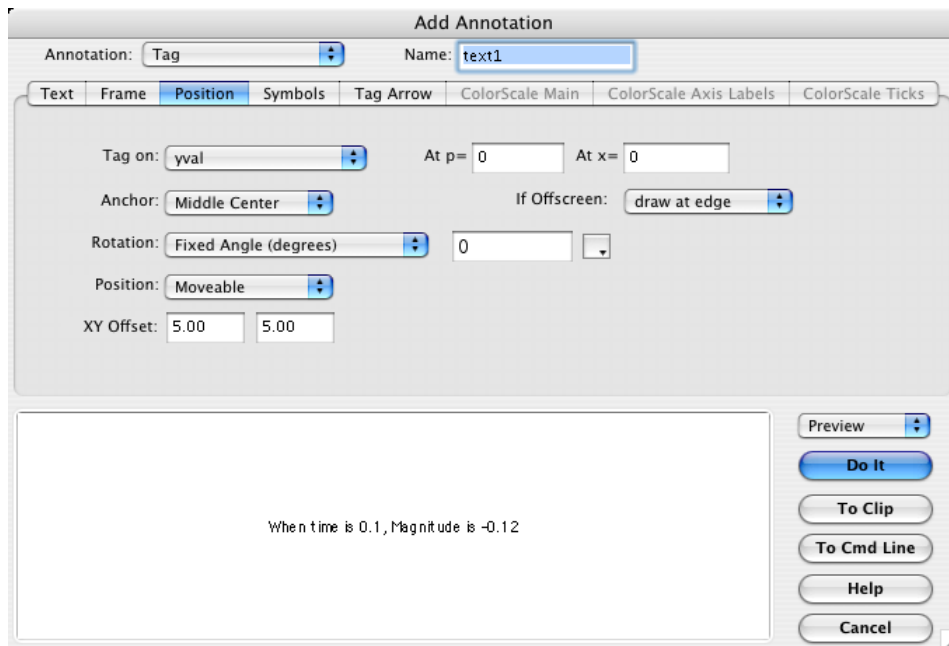 Add Annotation
Annotation: Tag Name: text1
Text Frame Position Symbols Tag Arrow ColorScale Main ColorScale Axis Labels ColorScale Ticks
Tag on: yval At p= 0 At x= 0
Anchor: Middle Center If Offscreen: draw at edge
Rotation: Fixed Angle (degrees) 0
Position: Moveable
XY Offset: 5.00 5.00
Preview
Do It
To Clip
When time is 0.1, Magnitude is -0.12
To Cmd Line
Help
Cancel